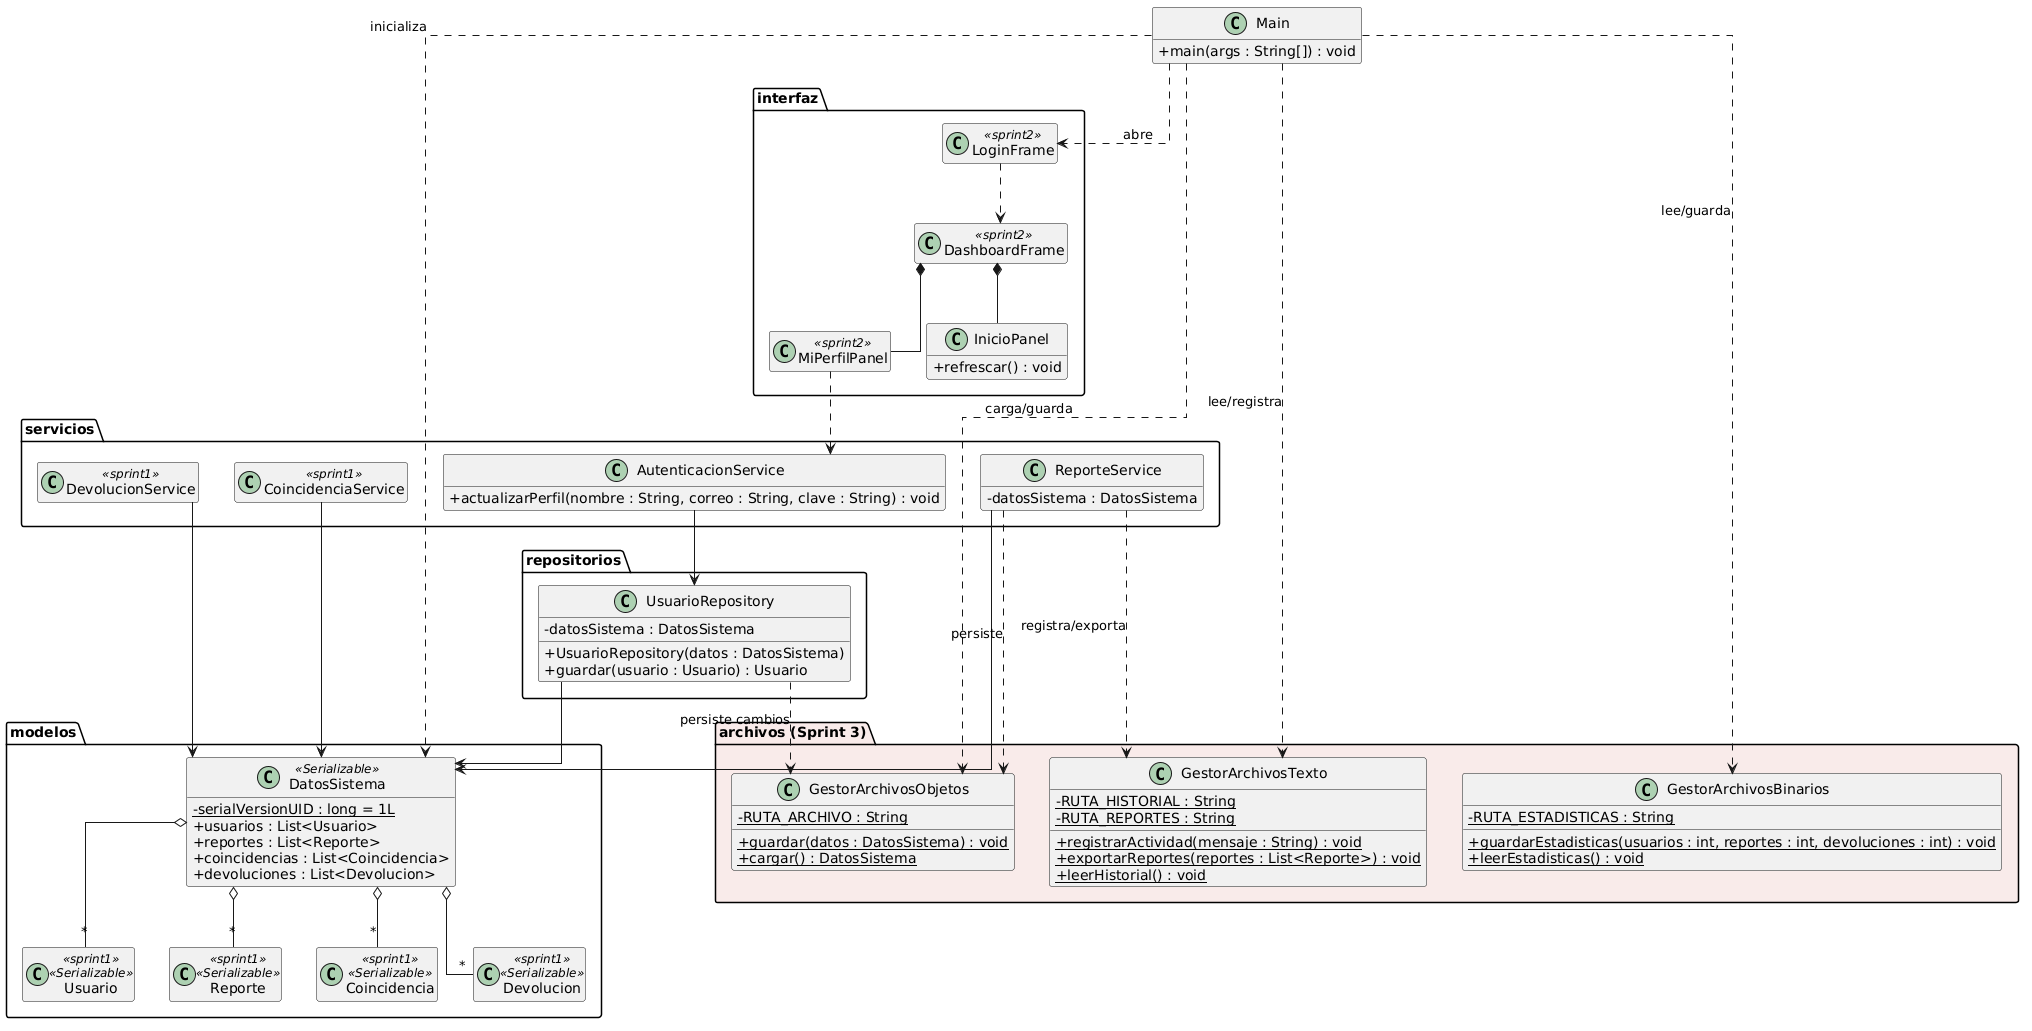 C Main
+main(args : String[]) : void
inicializa
interfaz
abre
C «sprint2»
LoginFrame
C «sprint2»
DashboardFrame
lee/guarda
C «sprint2»
MiPerfilPanel
C InicioPanel
+refrescar() : void
carga/guarda
lee/registra
servicios
C «sprint1»
DevolucionService
C «sprint1»
CoincidenciaService
C AutenticacionService
+actualizarPerfil(nombre : String, correo : String, clave : String) : void
C ReporteService
-datosSistema : DatosSistema
repositorios
C UsuarioRepository
-datosSistema : DatosSistema
+UsuarioRepository(datos : DatosSistema)
+guardar(usuario : Usuario) : Usuario
persiste
registra/exporta
persiste cambios
modelos
C «Serializable»
DatosSistema
-serialVersionUID : long = 1L
+usuarios : List<Usuario>
+reportes : List<Reporte>
+coincidencias : List<Coincidencia>
+devoluciones : List<Devolucion>
* * * *
C «sprint1»
«Serializable»
Usuario
C «sprint1»
«Serializable»
Reporte
C «sprint1»
«Serializable»
Coincidencia
C «sprint1»
«Serializable»
Devolucion
archivos (Sprint 3)
C GestorArchivosObjetos
-RUTA_ARCHIVO : String
+guardar(datos : DatosSistema) : void
+cargar() : DatosSistema
C GestorArchivosTexto
-RUTA_HISTORIAL : String
-RUTA_REPORTES : String
+registrarActividad(mensaje : String) : void
+exportarReportes(reportes : List<Reporte>) : void
+leerHistorial() : void
C GestorArchivosBinarios
-RUTA_ESTADISTICAS : String
+guardarEstadisticas(usuarios : int, reportes : int, devoluciones : int) : void
+leerEstadisticas() : void